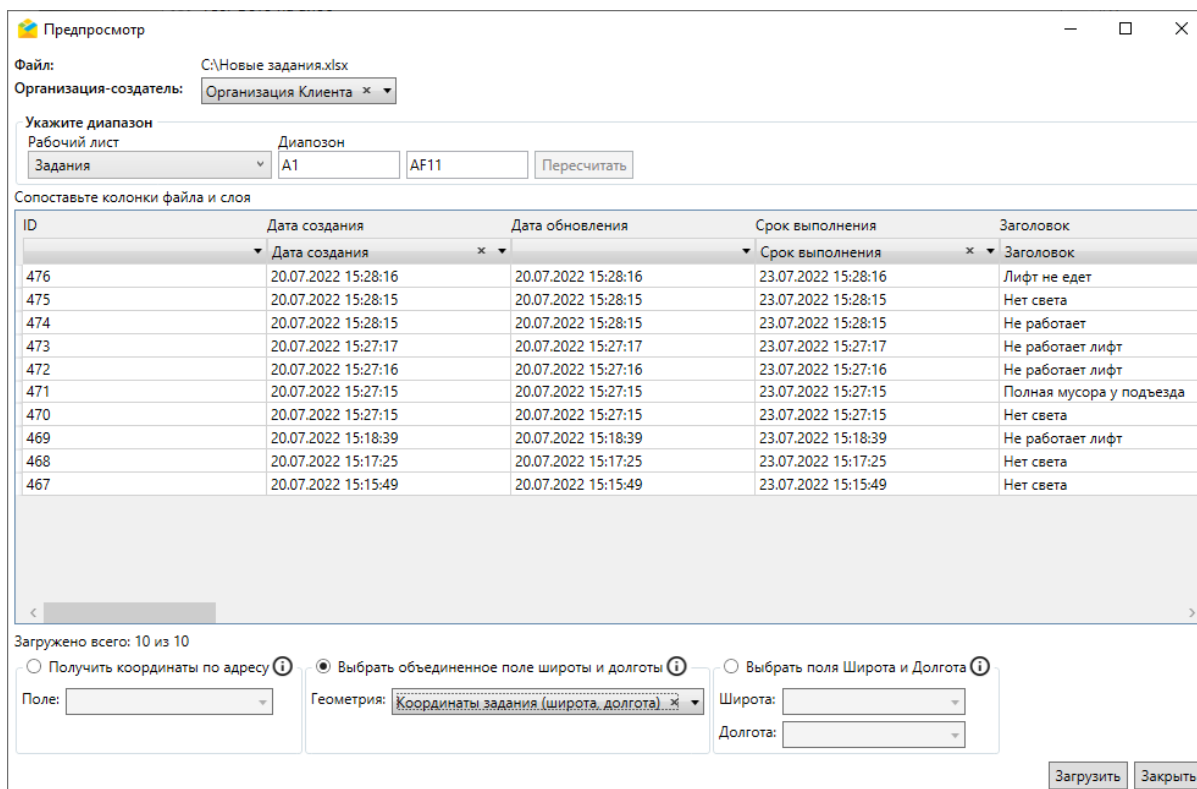 Предпросмотр
Файл: C:\Новые задания.xlsx
Организация-создатель: Организация Клиента
Укажите диапазон
Рабочий лист Диапозон
Задания A1 AF11 Пересчитать
Сопоставьте колонки файла и слоя
ID Дата создания Дата обновления Срок выполнения Заголовок
Дата создания Срок выполнения Заголовок
476 20.07.2022 15:28:16 20.07.2022 15:28:16 23.07.2022 15:28:16 Лифт не едет
475 20.07.2022 15:28:15 20.07.2022 15:28:15 23.07.2022 15:28:15 Нет света
474 20.07.2022 15:28:15 20.07.2022 15:28:15 23.07.2022 15:28:15 Не работает
473 20.07.2022 15:27:17 20.07.2022 15:27:17 23.07.2022 15:27:17 Не работает лифт
472 20.07.2022 15:27:16 20.07.2022 15:27:16 23.07.2022 15:27:16 Не работает лифт
471 20.07.2022 15:27:15 20.07.2022 15:27:15 23.07.2022 15:27:15 Полная мусора у подъезда
470 20.07.2022 15:27:15 20.07.2022 15:27:15 23.07.2022 15:27:15 Нет света
469 20.07.2022 15:18:39 20.07.2022 15:18:39 23.07.2022 15:18:39 Не работает лифт
468 20.07.2022 15:17:25 20.07.2022 15:17:25 23.07.2022 15:17:25 Нет света
467 20.07.2022 15:15:49 20.07.2022 15:15:49 23.07.2022 15:15:49 Нет света
Загружено всего: 10 из 10
Получить координаты по адресу Выбрать объединенное поле широты и долготы Выбрать поля Широта и Долгота
Поле: Геометрия: Координаты задания (широта, долгота) Широта:
Долгота:
Загрузить Закрыть